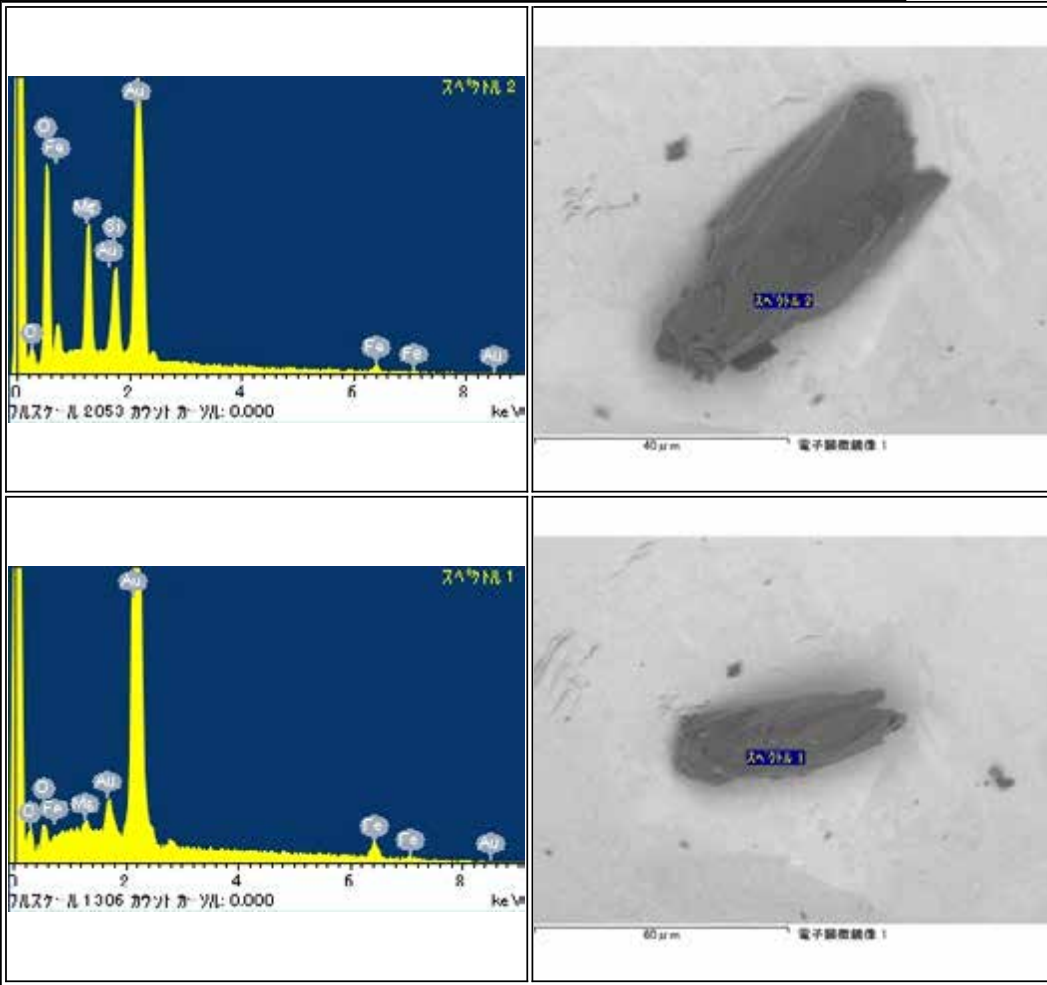 スペクトル 2
Au
O
Fe
Mg
Si
Au
C
Fe
Fe
Au
0 2 4 6 8
フルスケール 2053 カウント カーソル: 0.000 keV
スペクトル 2
40μm 電子顕微鏡像 1
スペクトル 1
Au
O
C
Fe
Mg
Au
Fe
Fe
Au
0 2 4 6 8
フルスケール 1306 カウント カーソル: 0.000 keV
スペクトル 1
60μm 電子顕微鏡像 1